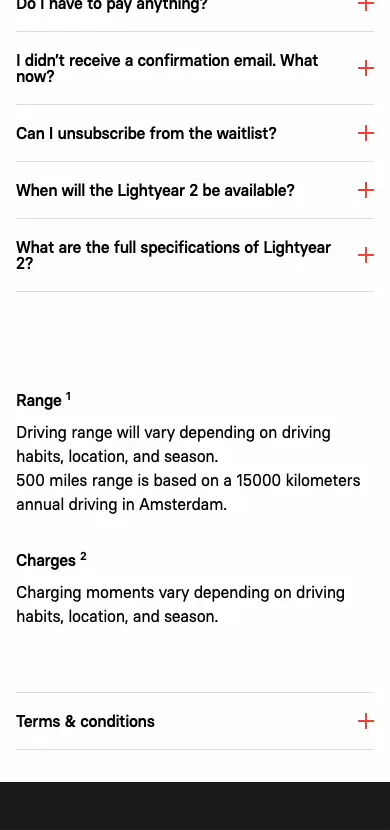 Do I have to pay anything?
I didn't receive a confirmation email. What
now?
Can I unsubscribe from the waitlist?
When will the Lightyear 2 be available?
What are the full specifications of Lightyear
2?
Range 1
Driving range will vary depending on driving
habits, location, and season.
500 miles range is based on a 15000 kilometers
annual driving in Amsterdam.
Charges 2
Charging moments vary depending on driving
habits, location, and season.
Terms & conditions